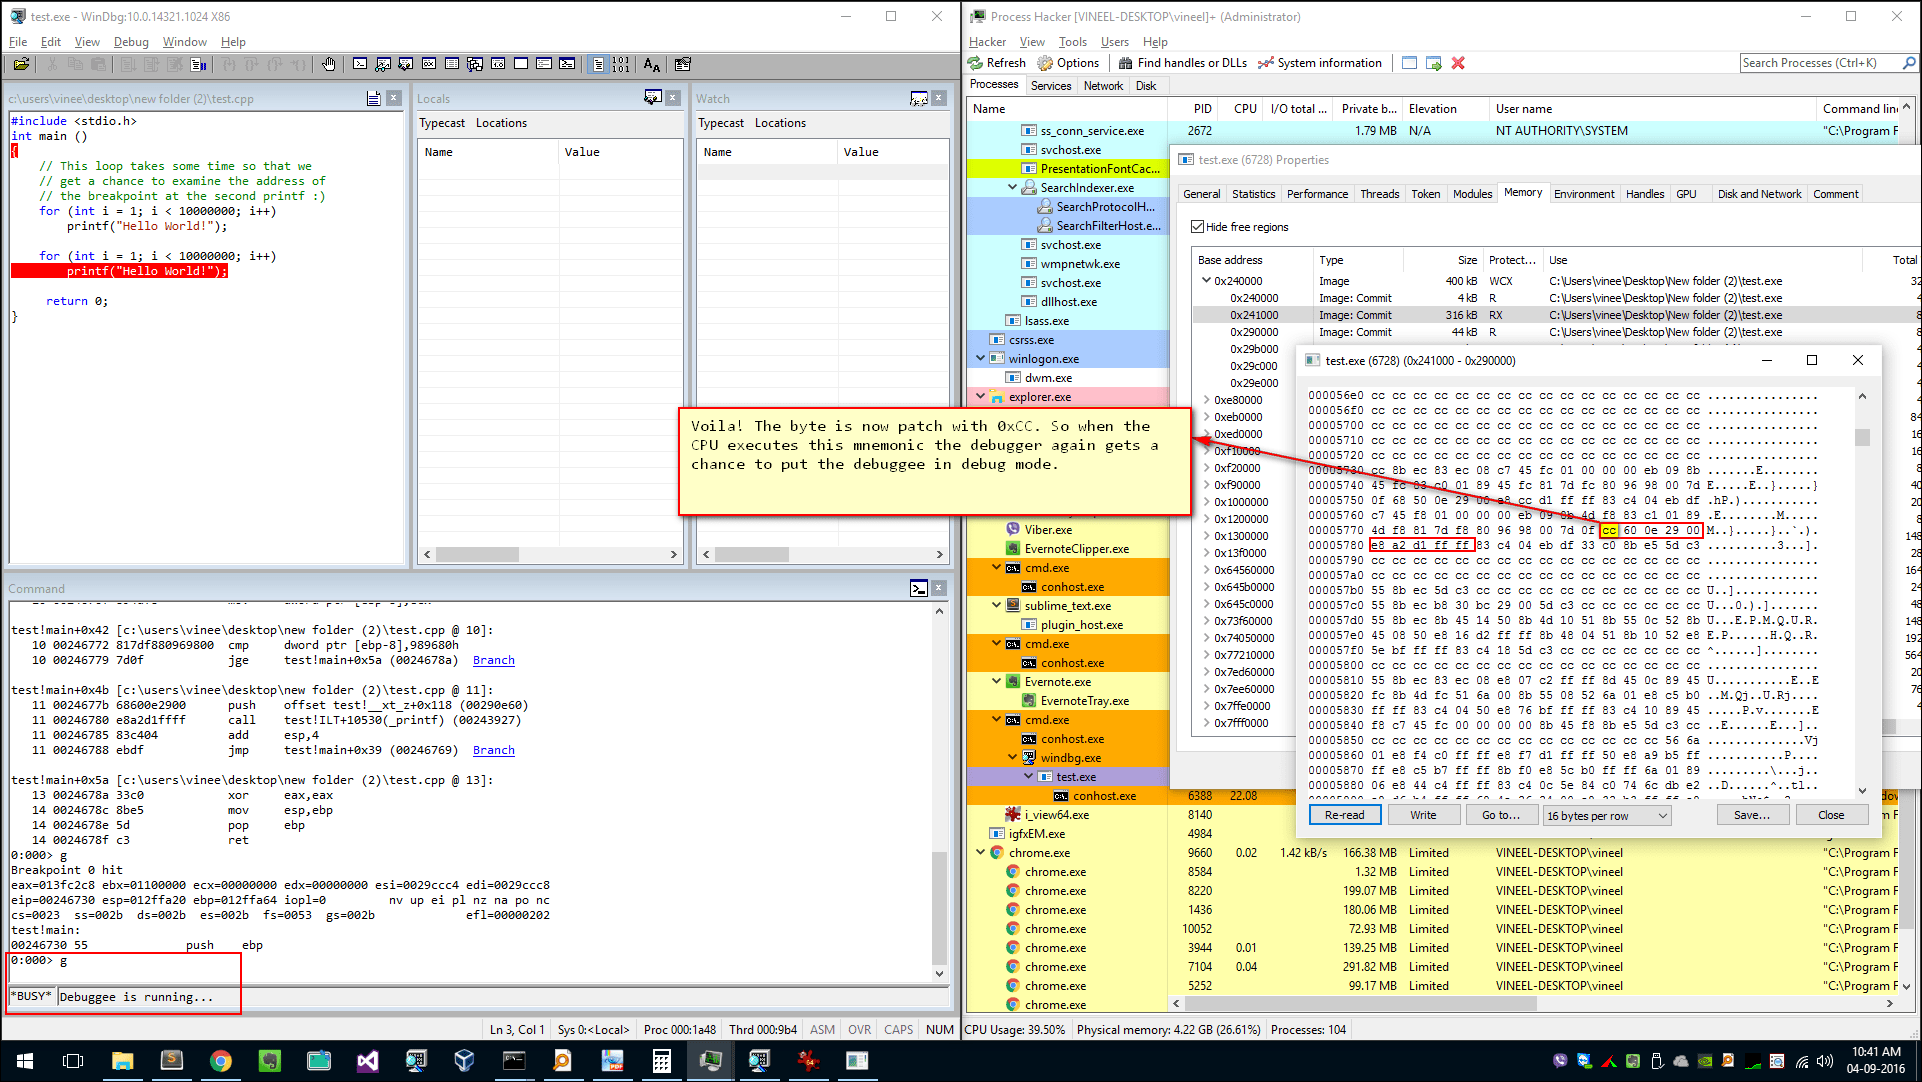 test.exe - WinDbg:10.0.14321.1024 X86
File Edit View Debug Window Help
c:\users\vinee\desktop\new folder (2)\test.cpp
#include <stdio.h>
int main ()
{
// This loop takes some time so that we
// get a chance to examine the address of
// the breakpoint at the second printf :)
for (int i = 1; i < 10000000; i++)
printf("Hello World!");
for (int i = 1; i < 10000000; i++)
printf("Hello World!");
return 0;
}
Locals
Typecast Locations
Name Value
Watch
Typecast Locations
Name Value
Voila! The byte is now patch with 0xCC. So when the
CPU executes this mnemonic the debugger again gets a
chance to put the debuggee in debug mode.
Command
test!main+0x42 [c:\users\vinee\desktop\new folder (2)\test.cpp @ 10]:
10 00246772 817df880969800 cmp dword ptr [ebp-8],989680h
10 00246779 7d0f jge test!main+0x5a (0024678a) Branch
test!main+0x4b [c:\users\vinee\desktop\new folder (2)\test.cpp @ 11]:
11 0024677b 68600e2900 push offset test!__xt_z+0x118 (00290e60)
11 00246780 e8a2d1ffff call test!ILT+10530(_printf) (00243927)
11 00246785 83c404 add esp,4
11 00246788 ebdf jmp test!main+0x39 (00246769) Branch
test!main+0x5a [c:\users\vinee\desktop\new folder (2)\test.cpp @ 13]:
13 0024678a 33c0 xor eax,eax
14 0024678c 8be5 mov esp,ebp
14 0024678e 5d pop ebp
14 0024678f c3 ret
0:000> g
Breakpoint 0 hit
eax=013fc2c8 ebx=01100000 ecx=00000000 edx=00000000 esi=0029ccc4 edi=0029ccc8
eip=00246730 esp=012ffa20 ebp=012ffa64 iopl=0 nv up ei pl nz na po nc
cs=0023 ss=002b ds=002b es=002b fs=0053 gs=002b efl=00000202
test!main:
00246730 55 push ebp
0:000> g
*BUSY* Debuggee is running...
Ln 3, Col 1 Sys 0:<Local> Proc 000:1a48 Thrd 000:9b4 ASM OVR CAPS NUM
Process Hacker [VINEEL-DESKTOP\vineel]+ (Administrator)
Hacker View Tools Users Help
Refresh Options Find handles or DLLs System information Search Processes (Ctrl+K)
Processes Services Network Disk
Name PID CPU I/O total ... Private b... Elevation User name Command line
ss_conn_service.exe 2672 1.79 MB N/A NT AUTHORITY\SYSTEM "C:\Program F
svchost.exe
PresentationFontCac...
SearchIndexer.exe
SearchProtocolH...
SearchFilterHost.e...
svchost.exe
wmpnetwk.exe
svchost.exe
dllhost.exe
lsass.exe
csrss.exe
winlogon.exe
dwm.exe
explorer.exe
Viber.exe
EvernoteClipper.exe
cmd.exe
conhost.exe
sublime_text.exe
plugin_host.exe
cmd.exe
conhost.exe
Evernote.exe
EvernoteTray.exe
cmd.exe
conhost.exe
windbg.exe
test.exe
conhost.exe 6388 22.08
i_view64.exe 8140
igfxEM.exe 4984
chrome.exe 9660 0.02 1.42 kB/s 166.38 MB Limited VINEEL-DESKTOP\vineel "C:\Program F
chrome.exe 8584 1.32 MB Limited VINEEL-DESKTOP\vineel "C:\Program F
chrome.exe 8220 199.07 MB Limited VINEEL-DESKTOP\vineel "C:\Program F
chrome.exe 1436 180.06 MB Limited VINEEL-DESKTOP\vineel "C:\Program F
chrome.exe 10052 72.93 MB Limited VINEEL-DESKTOP\vineel "C:\Program F
chrome.exe 3944 0.01 139.25 MB Limited VINEEL-DESKTOP\vineel "C:\Program F
chrome.exe 7104 0.04 291.82 MB Limited VINEEL-DESKTOP\vineel "C:\Program F
chrome.exe 5252 99.17 MB Limited VINEEL-DESKTOP\vineel "C:\Program F
chrome.exe
CPU Usage: 39.50% Physical memory: 4.22 GB (26.61%) Processes: 104
test.exe (6728) Properties
General Statistics Performance Threads Token Modules Memory Environment Handles GPU Disk and Network Comment
Hide free regions
Base address Type Size Protect... Use Total
0x240000 Image 400 kB WCX C:\Users\vinee\Desktop\New folder (2)\test.exe 32
0x240000 Image: Commit 4 kB R C:\Users\vinee\Desktop\New folder (2)\test.exe 4
0x241000 Image: Commit 316 kB RX C:\Users\vinee\Desktop\New folder (2)\test.exe 8
0x290000 Image: Commit 44 kB R C:\Users\vinee\Desktop\New folder (2)\test.exe 4
0x29b000
0x29c000
0x29e000
0xe80000
0xeb0000
0xed0000
0xf10000
0xf20000
0xf90000
0x1000000
0x1200000
0x1300000
0x13f0000
0x64560000
0x645b0000
0x645c0000
0x73f60000
0x74050000
0x77210000
0x7ed60000
0x7ee60000
0x7ffe0000
0x7fff0000
test.exe (6728) (0x241000 - 0x290000)
000056e0 cc cc cc cc cc cc cc cc cc cc cc cc cc cc cc cc ................
000056f0 cc cc cc cc cc cc cc cc cc cc cc cc cc cc cc cc ................
00005700 cc cc cc cc cc cc cc cc cc cc cc cc cc cc cc cc ................
00005710 cc cc cc cc cc cc cc cc cc cc cc cc cc cc cc cc ................
00005720 cc cc cc cc cc cc cc cc cc cc cc cc cc cc cc cc ................
00005730 cc 8b ec 83 ec 08 c7 45 fc 01 00 00 00 eb 09 8b .......E........
00005740 45 fc 83 c0 01 89 45 fc 81 7d fc 80 96 98 00 7d E.....E..}.....}
00005750 0f 68 50 0e 29 00 e8 cc d1 ff ff 83 c4 04 eb df .hP.)...........
00005760 c7 45 f8 01 00 00 00 eb 09 8b 4d f8 83 c1 01 89 .E........M.....
00005770 4d f8 81 7d f8 80 96 98 00 7d 0f cc 60 0e 29 00 M..}.....}..`.).
00005780 e8 a2 d1 ff ff 83 c4 04 eb df 33 c0 8b e5 5d c3 ..........3...].
00005790 cc cc cc cc cc cc cc cc cc cc cc cc cc cc cc cc ................
000057a0 cc cc cc cc cc cc cc cc cc cc cc cc cc cc cc cc ................
000057b0 55 8b ec 5d c3 cc cc cc cc cc cc cc cc cc cc cc U..]............
000057c0 55 8b ec b8 30 bc 29 00 5d c3 cc cc cc cc cc cc U...0.).].......
000057d0 55 8b ec 8b 45 14 50 8b 4d 10 51 8b 55 0c 52 8b U...E.P.M.Q.U.R.
000057e0 45 08 50 e8 16 d2 ff ff 8b 48 04 51 8b 10 52 e8 E.P......H.Q..R.
000057f0 5e bf ff ff 83 c4 18 5d c3 cc cc cc cc cc cc cc ^......]........
00005800 cc cc cc cc cc cc cc cc cc cc cc cc cc cc cc cc ................
00005810 55 8b ec 83 ec 08 e8 07 c2 ff ff 8d 45 0c 89 45 U...........E..E
00005820 fc 8b 4d fc 51 6a 00 8b 55 08 52 6a 01 e8 c5 b0 ..M.Qj..U.Rj....
00005830 ff ff 83 c4 04 50 e8 76 bf ff ff 83 c4 10 89 45 .....P.v.......E
00005840 f8 c7 45 fc 00 00 00 00 8b 45 f8 8b e5 5d c3 cc ..E......E...]..
00005850 cc cc cc cc cc cc cc cc cc cc cc cc cc cc 56 6a ..............Vj
00005860 01 e8 f4 c0 ff ff e8 f7 d1 ff ff 50 e8 a9 b5 ff ...........P....
00005870 ff e8 c5 b7 ff ff 8b f0 e8 5c b0 ff ff 6a 01 89 .........\...j..
00005880 06 e8 44 c4 ff ff 83 c4 0c 5e 84 c0 74 6c db e2 ..D......^..tl..
Re-read Write Go to... 16 bytes per row Save... Close
10:41 AM
04-09-2016